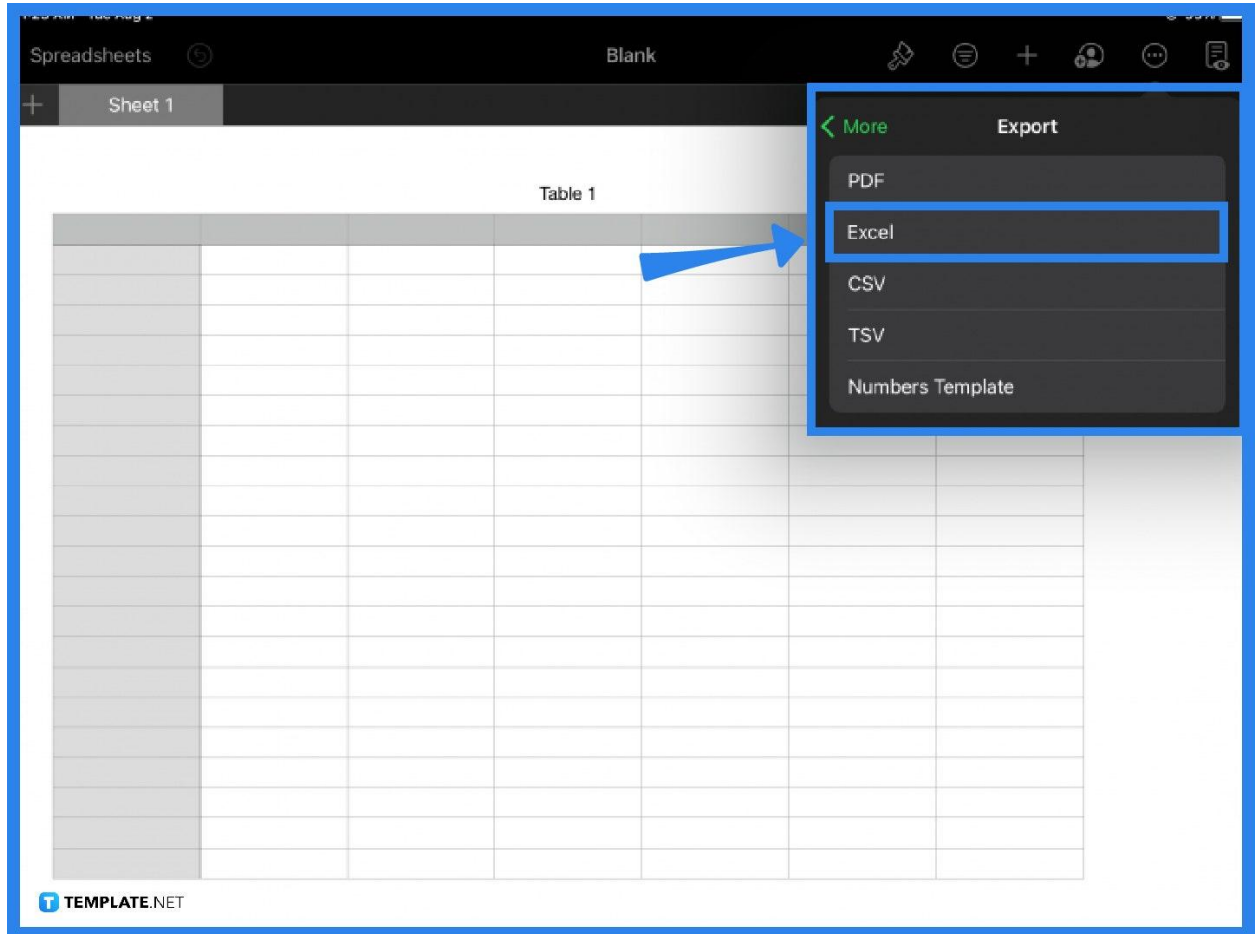 Spreadsheets
Blank
Sheet 1
More
Export
PDF
Table 1
Excel
CSV
TSV
Numbers Template
T TEMPLATE.NET